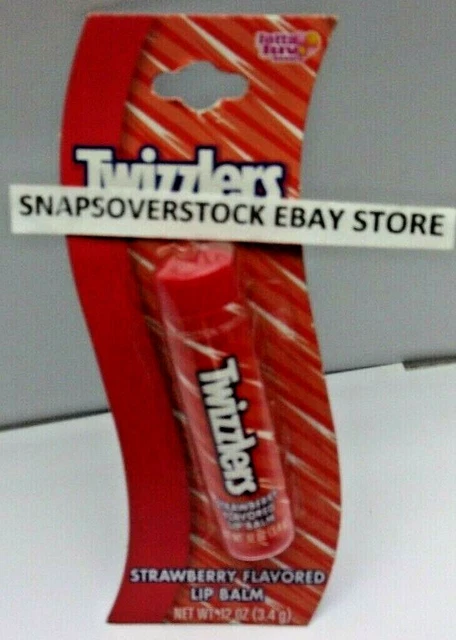 lotta
luv
Twizzlers
SNAPSOVERSTOCK EBAY STORE
Twizzlers
STRAWBERRY
FLAVORED
LIP BALM
STRAWBERRY FLAVORED
LIP BALM
NET WT .12 OZ (3.4 g)